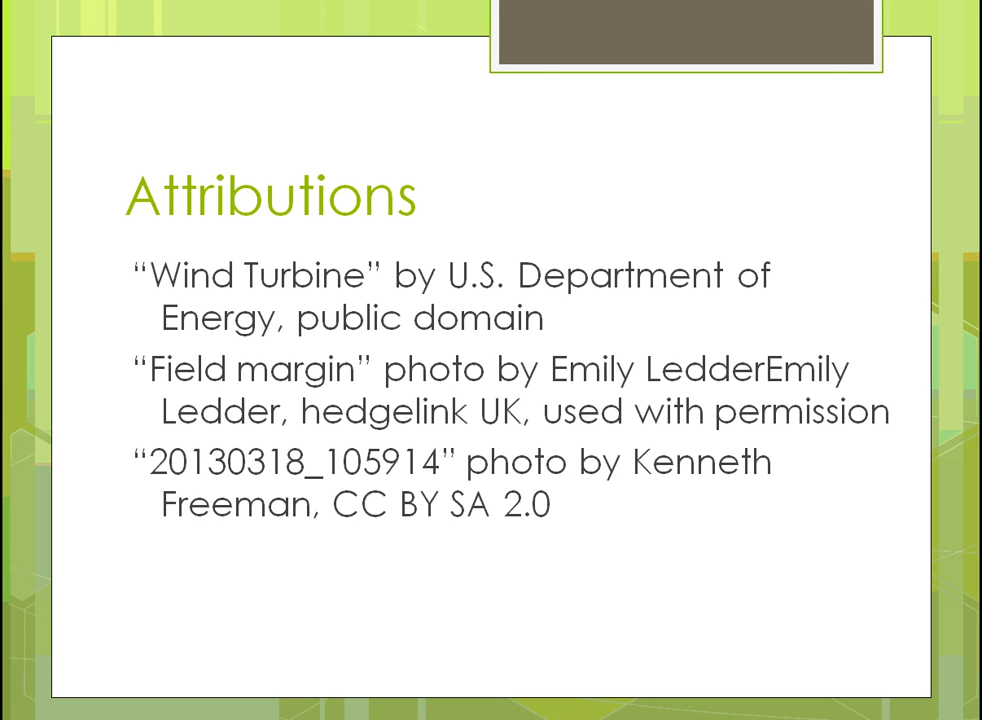 Attributions
“Wind Turbine” by U.S. Department of
Energy, public domain
“Field margin” photo by Emily LedderEmily
Ledder, hedgelink UK, used with permission
“20130318_105914” photo by Kenneth
Freeman, CC BY SA 2.0